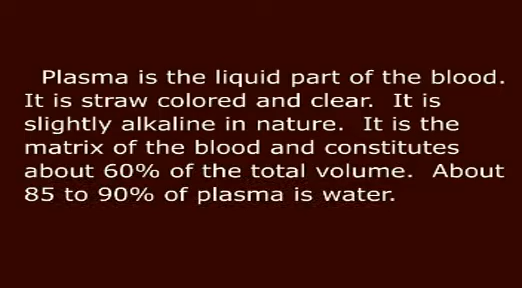 Plasma is the liquid part of the blood.
It is straw colored and clear. It is
slightly alkaline in nature. It is the
matrix of the blood and constitutes
about 60% of the total volume. About
85 to 90% of plasma is water.